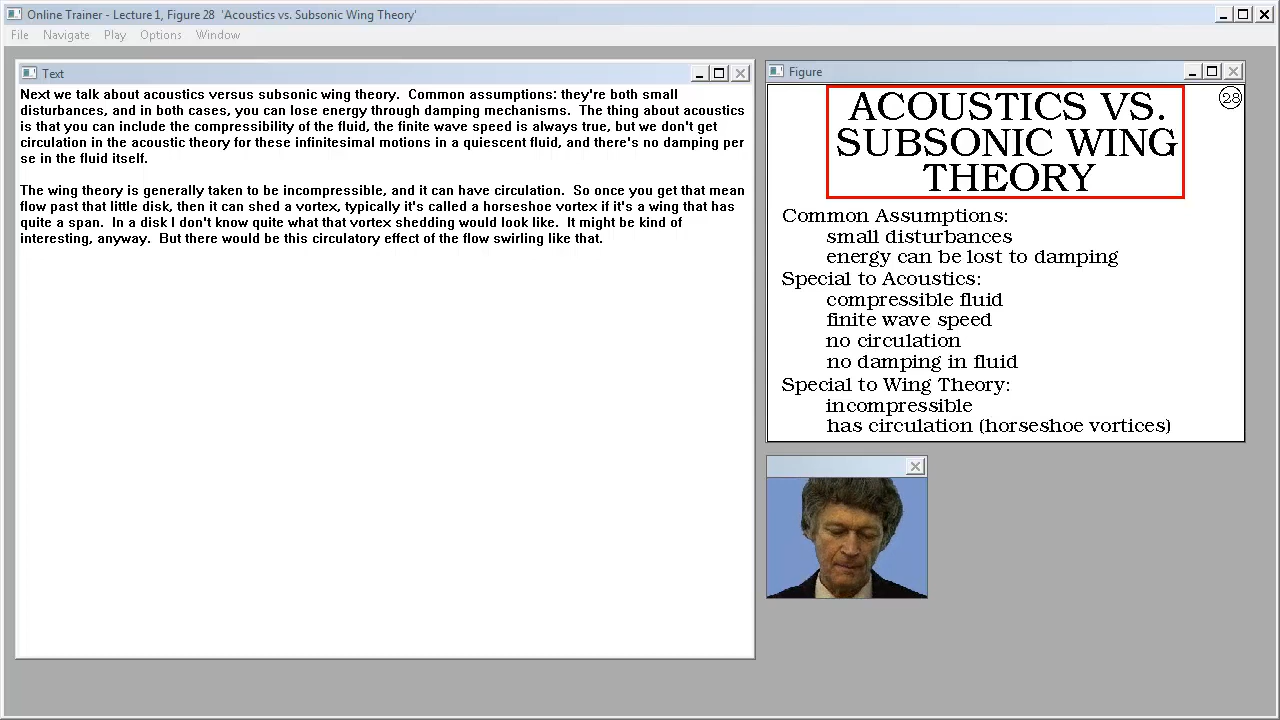 Online Trainer - Lecture 1, Figure 28  'Acoustics vs. Subsonic Wing Theory'
File Navigate Play Options Window
Text
Next we talk about acoustics versus subsonic wing theory.  Common assumptions: they're both small
disturbances, and in both cases, you can lose energy through damping mechanisms.  The thing about acoustics
is that you can include the compressibility of the fluid, the finite wave speed is always true, but we don't get
circulation in the acoustic theory for these infinitesimal motions in a quiescent fluid, and there's no damping per
se in the fluid itself.
The wing theory is generally taken to be incompressible, and it can have circulation.  So once you get that mean
flow past that little disk, then it can shed a vortex, typically it's called a horseshoe vortex if it's a wing that has
quite a span.  In a disk I don't know quite what that vortex shedding would look like.  It might be kind of
interesting, anyway.  But there would be this circulatory effect of the flow swirling like that.
Figure
28
ACOUSTICS VS.
SUBSONIC WING
THEORY
Common Assumptions:
small disturbances
energy can be lost to damping
Special to Acoustics:
compressible fluid
finite wave speed
no circulation
no damping in fluid
Special to Wing Theory:
incompressible
has circulation (horseshoe vortices)